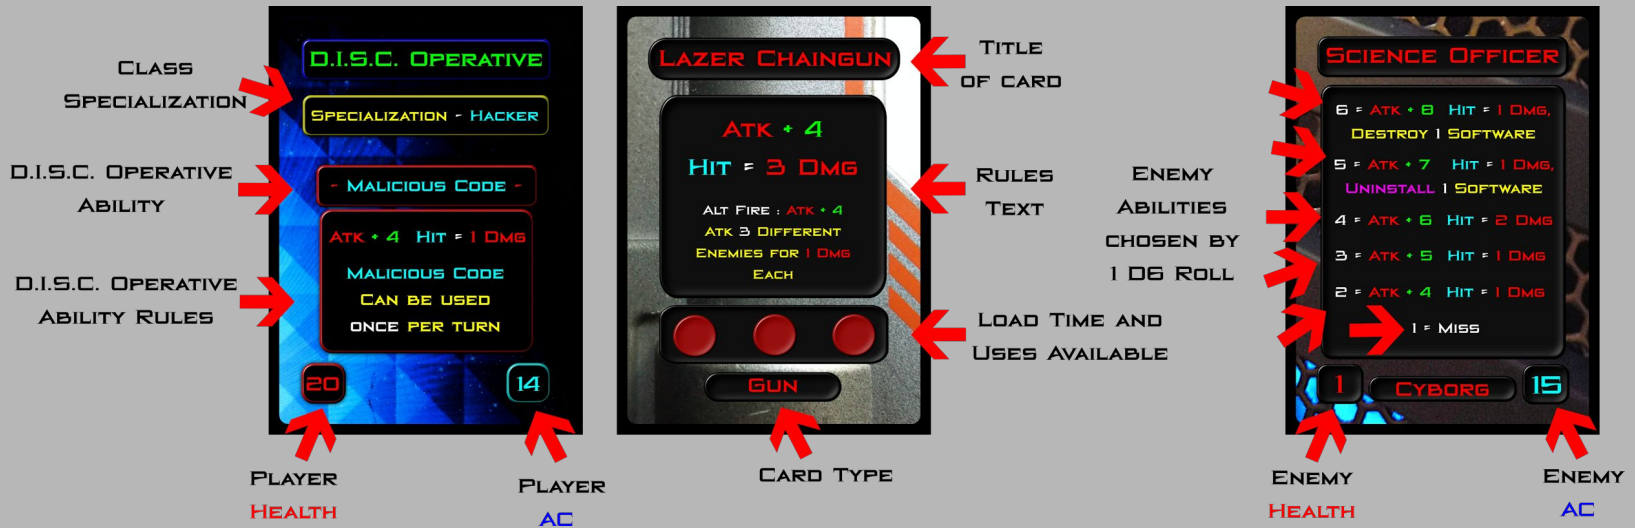 Class
Specialization
D.I.S.C. Operative
Ability
D.I.S.C. Operative
Ability Rules
D.I.S.C. Operative
Specialization - Hacker
- Malicious Code -
Atk + 4 Hit = 1 Dmg
Malicious Code
Can be used
once per turn
20
14
Player
Health
Player
AC
Lazer Chaingun
Atk + 4
Hit = 3 Dmg
Alt Fire : Atk + 4
Atk 3 Different
Enemies for 1 Dmg
Each
Gun
Title
of card
Rules
Text
Load Time and
Uses Available
Card Type
Enemy
Abilities
chosen by
1 D6 Roll
Science Officer
6 = Atk + 8 Hit = 1 Dmg,
Destroy 1 Software
5 = Atk + 7 Hit = 1 Dmg,
Uninstall 1 Software
4 = Atk + 6 Hit = 2 Dmg
3 = Atk + 5 Hit = 1 Dmg
2 = Atk + 4 Hit = 1 Dmg
1 = Miss
1
Cyborg
15
Enemy
Health
Enemy
AC